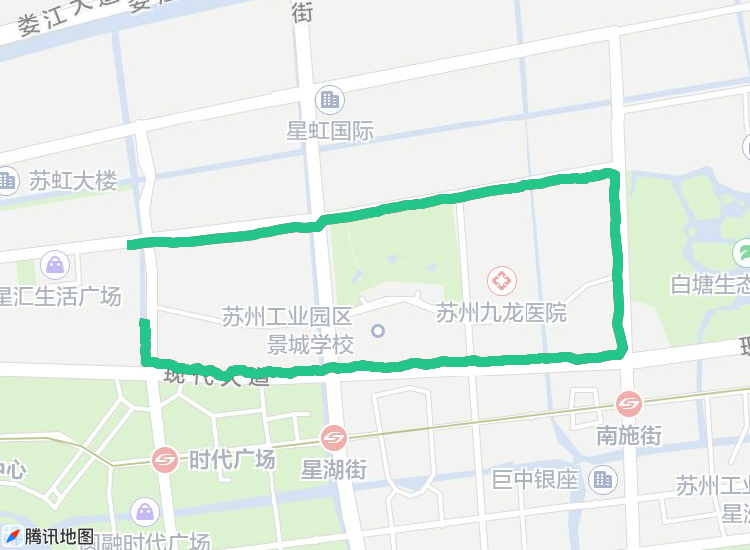 娄江大道
娄江
街
星虹国际
苏虹大楼
星汇生活广场
苏州工业园区
景城学校
苏州九龙医院
白塘生态
现代大道
现
时代广场
星湖街
南施街
中心
巨中银座
苏州工业
星湖
圆融时代广场
腾讯地图